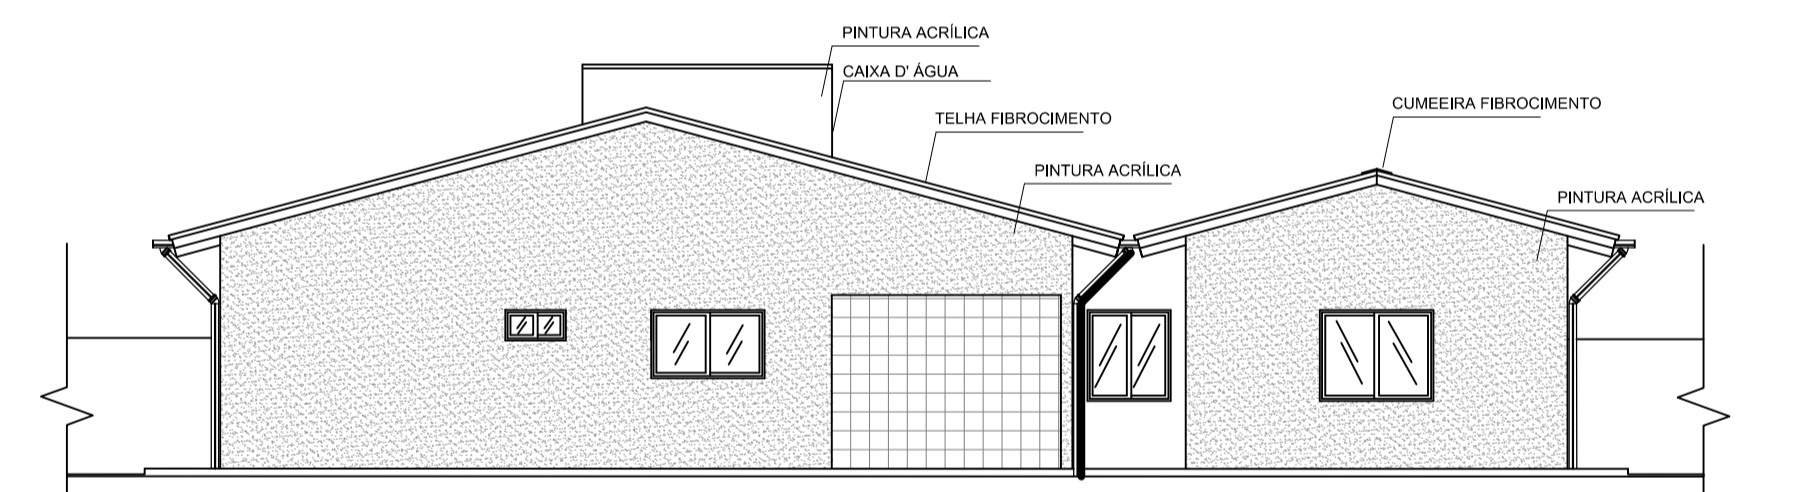 PINTURA ACRÍLICA
CAIXA D' ÁGUA
TELHA FIBROCIMENTO
PINTURA ACRÍLICA
CUMEEIRA FIBROCIMENTO
PINTURA ACRÍLICA